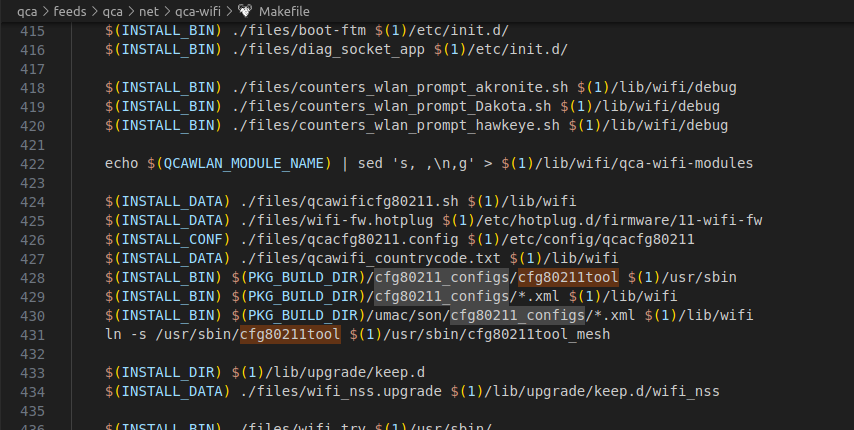 qca > feeds > qca > net > qca-wifi > Makefile
415 $(INSTALL_BIN) ./files/boot-ftm $(1)/etc/init.d/
416 $(INSTALL_BIN) ./files/diag_socket_app $(1)/etc/init.d/
417
418 $(INSTALL_BIN) ./files/counters_wlan_prompt_akronite.sh $(1)/lib/wifi/debug
419 $(INSTALL_BIN) ./files/counters_wlan_prompt_Dakota.sh $(1)/lib/wifi/debug
420 $(INSTALL_BIN) ./files/counters_wlan_prompt_hawkeye.sh $(1)/lib/wifi/debug
421
422 echo $(QCAWLAN_MODULE_NAME) | sed 's, ,\n,g' > $(1)/lib/wifi/qca-wifi-modules
423
424 $(INSTALL_DATA) ./files/qcawificfg80211.sh $(1)/lib/wifi
425 $(INSTALL_DATA) ./files/wifi-fw.hotplug $(1)/etc/hotplug.d/firmware/11-wifi-fw
426 $(INSTALL_CONF) ./files/qcacfg80211.config $(1)/etc/config/qcacfg80211
427 $(INSTALL_DATA) ./files/qcawifi_countrycode.txt $(1)/lib/wifi
428 $(INSTALL_BIN) $(PKG_BUILD_DIR)/cfg80211_configs/cfg80211tool $(1)/usr/sbin
429 $(INSTALL_BIN) $(PKG_BUILD_DIR)/cfg80211_configs/*.xml $(1)/lib/wifi
430 $(INSTALL_BIN) $(PKG_BUILD_DIR)/umac/son/cfg80211_configs/*.xml $(1)/lib/wifi
431 ln -s /usr/sbin/cfg80211tool $(1)/usr/sbin/cfg80211tool_mesh
432
433 $(INSTALL_DIR) $(1)/lib/upgrade/keep.d
434 $(INSTALL_DATA) ./files/wifi_nss.upgrade $(1)/lib/upgrade/keep.d/wifi_nss
435
436 $(INSTALL_BIN) ./files/wifi_try $(1)/usr/sbin/